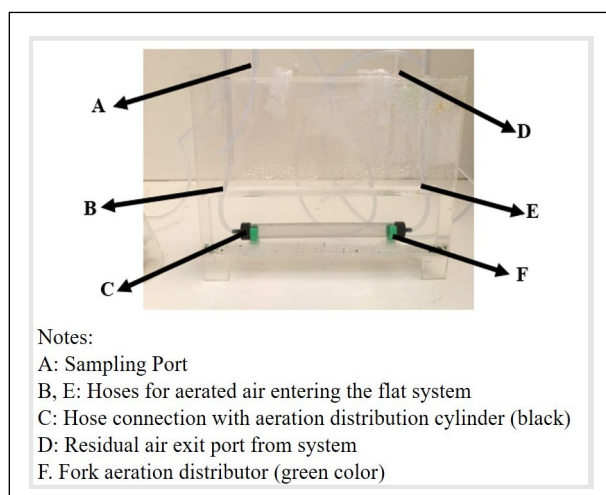 A
D
B
E
C
F
Notes:
A: Sampling Port
B, E: Hoses for aerated air entering the flat system
C: Hose connection with aeration distribution cylinder (black)
D: Residual air exit port from system
F. Fork aeration distributor (green color)